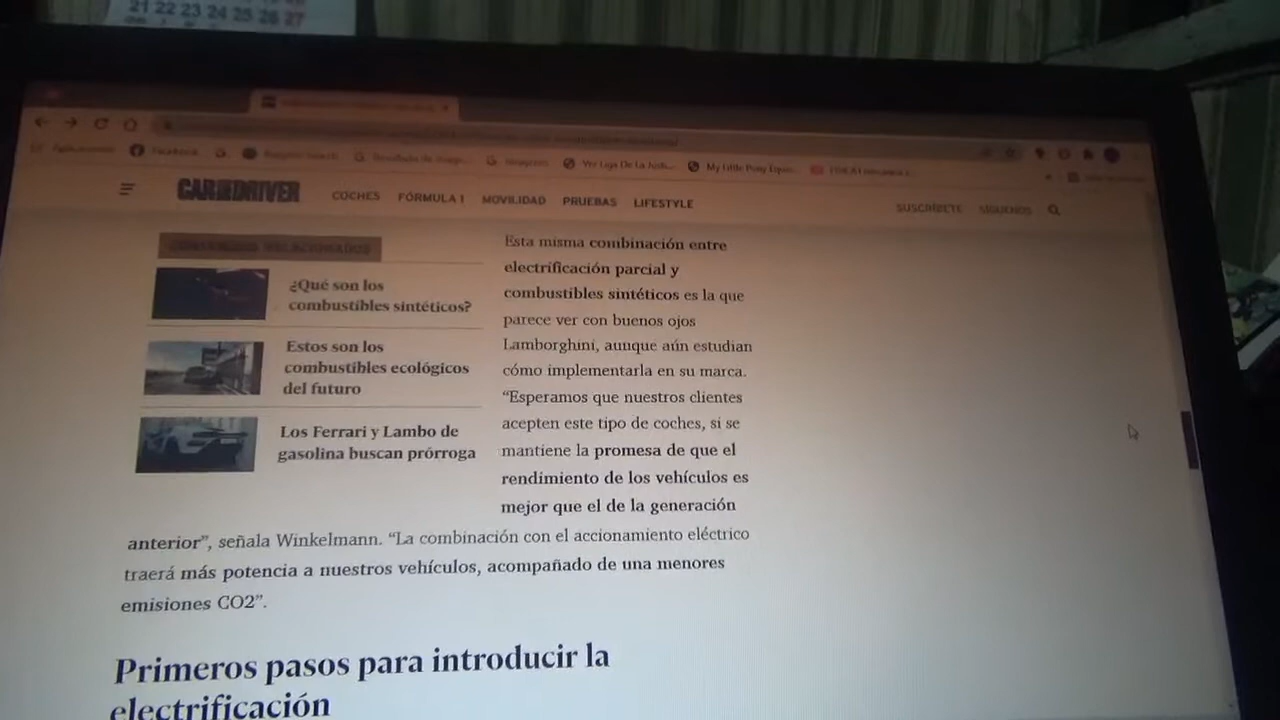 21 22 23 24 25 26 27
Facebook
Ver Liga De La Justi...
My Little Pony Eques...
CAR AND DRIVER
COCHES FÓRMULA 1 MOVILIDAD PRUEBAS LIFESTYLE
SUSCRÍBETE SÍGUENOS
¿Qué son los
combustibles sintéticos?
Estos son los
combustibles ecológicos
del futuro
Los Ferrari y Lambo de
gasolina buscan prórroga
Esta misma combinación entre
electrificación parcial y
combustibles sintéticos es la que
parece ver con buenos ojos
Lamborghini, aunque aún estudian
cómo implementarla en su marca.
“Esperamos que nuestros clientes
acepten este tipo de coches, si se
mantiene la promesa de que el
rendimiento de los vehículos es
mejor que el de la generación
anterior”, señala Winkelmann. “La combinación con el accionamiento eléctrico
traerá más potencia a nuestros vehículos, acompañado de una menores
emisiones CO2”.
Primeros pasos para introducir la
electrificación